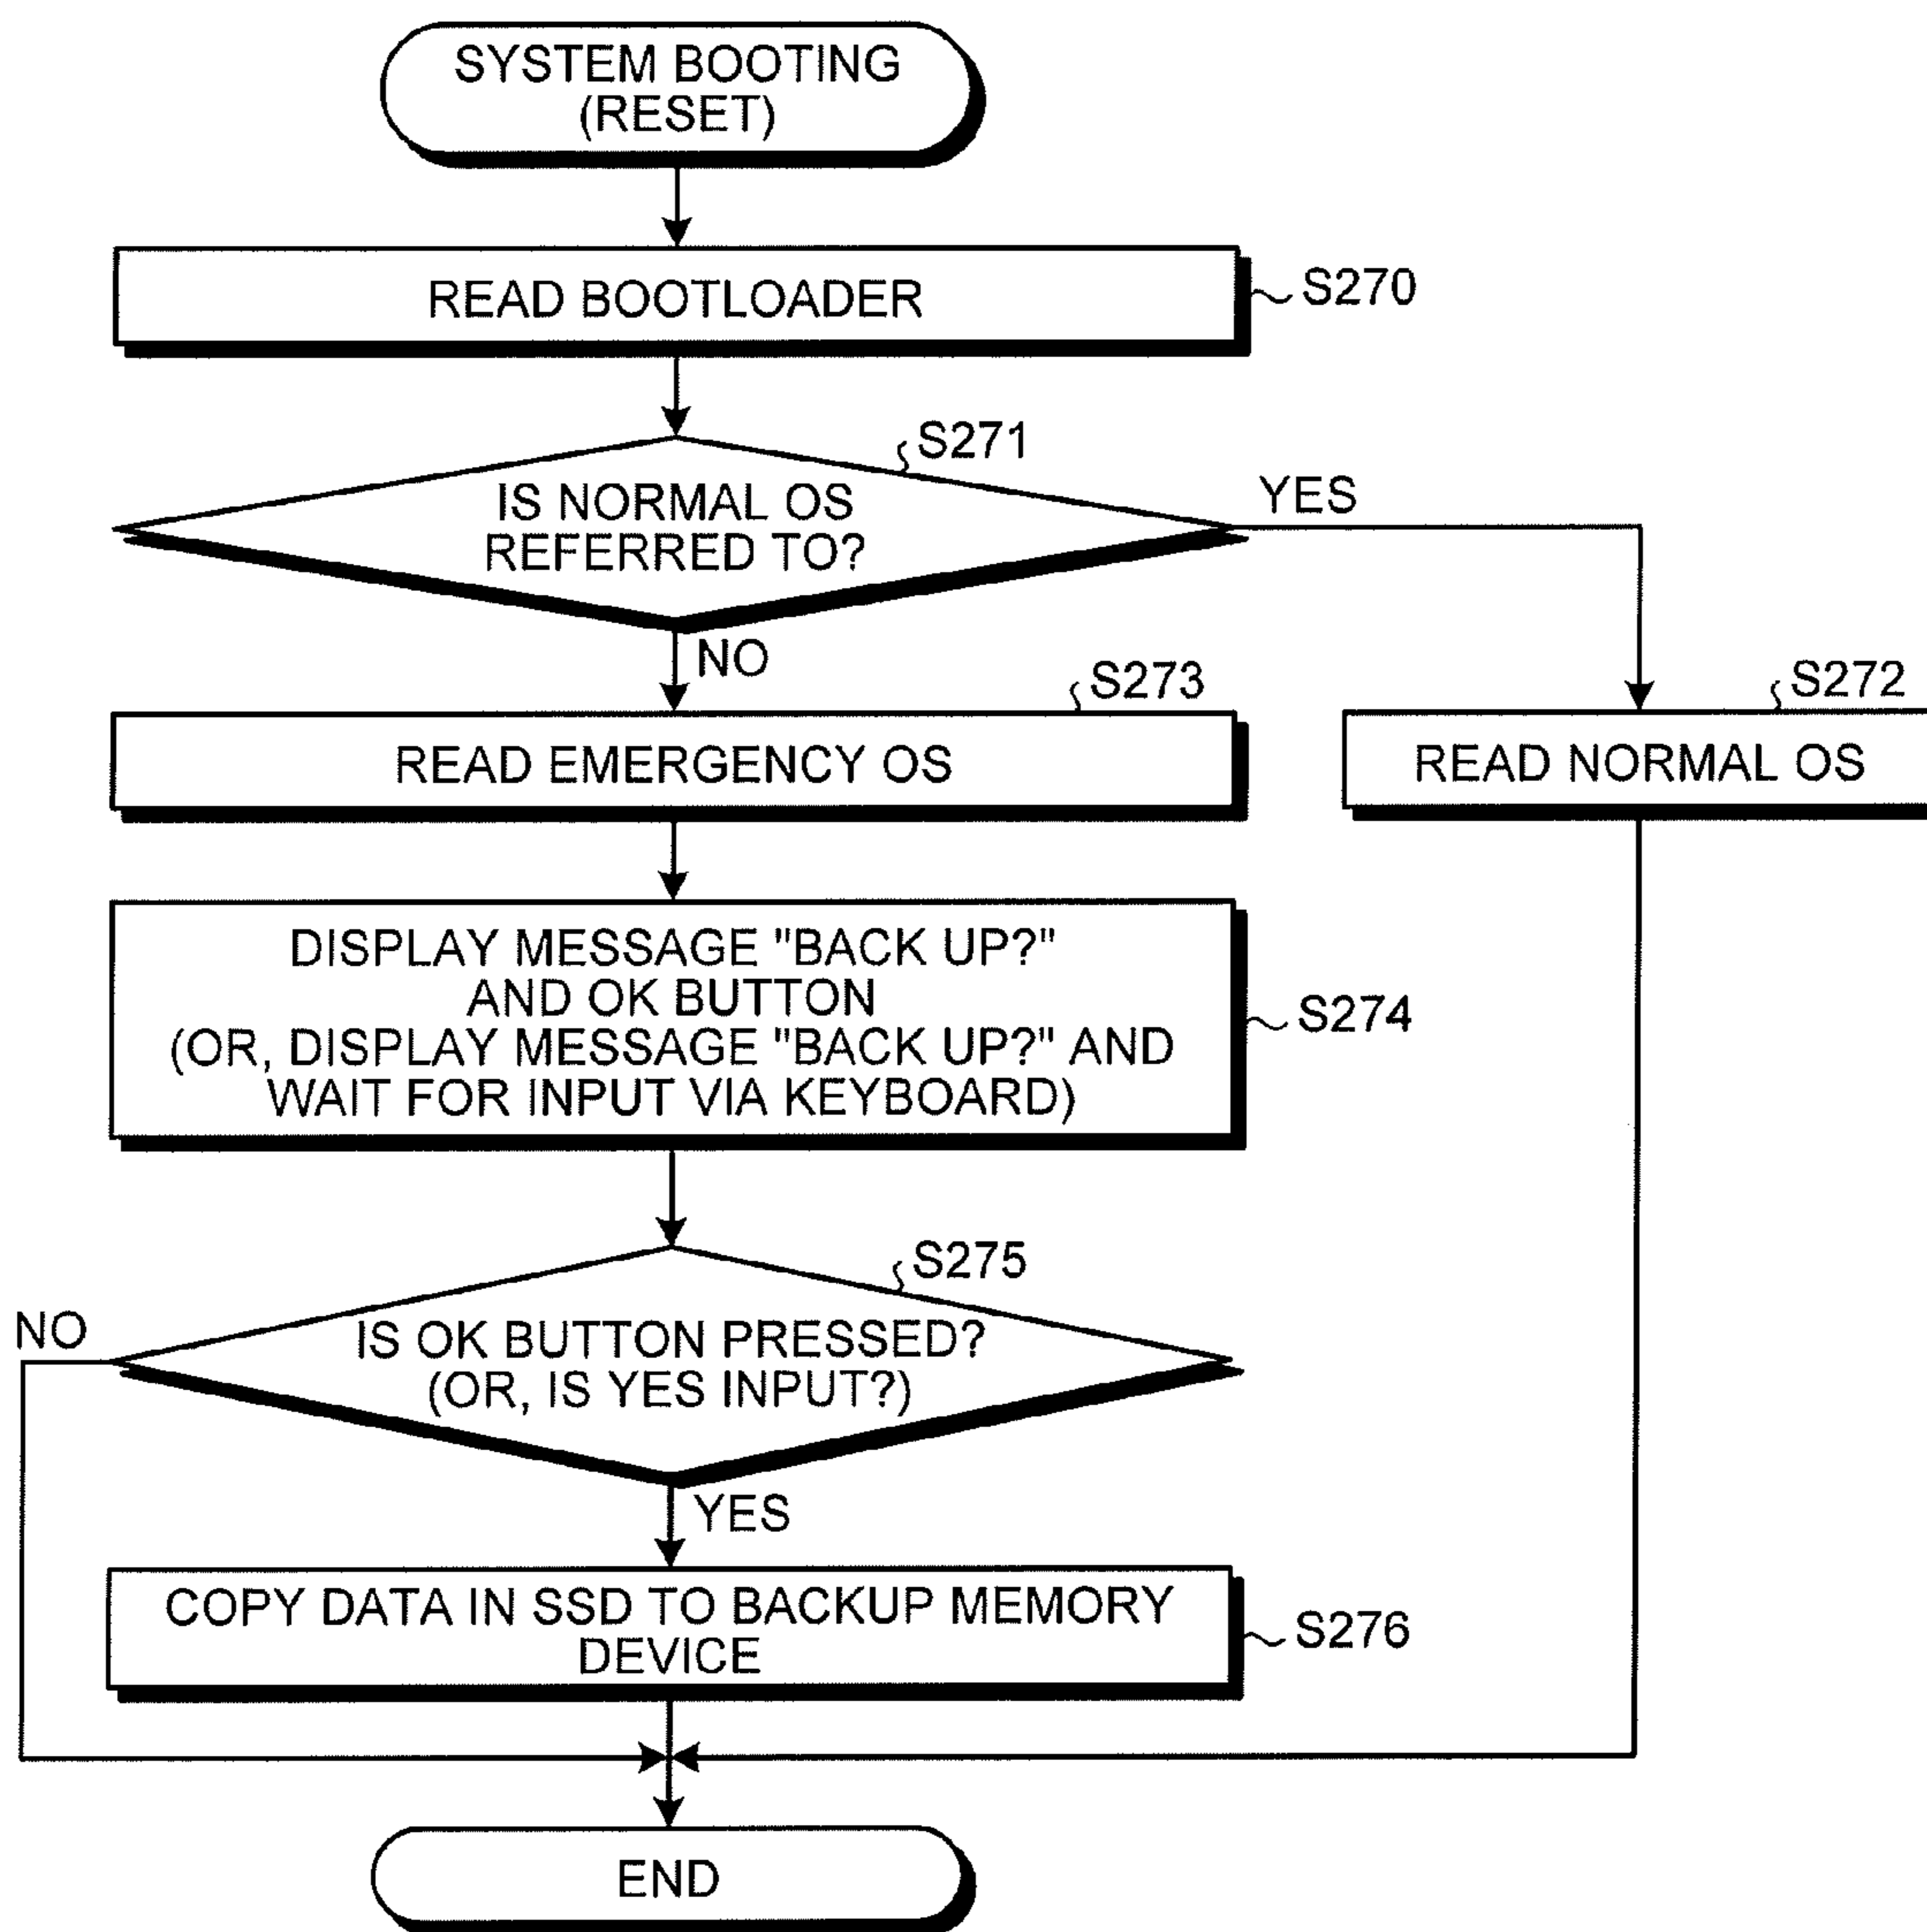 SYSTEM BOOTING
(RESET)
READ BOOTLOADER
S270
S271
IS NORMAL OS
REFERRED TO?
YES
NO
S273
READ EMERGENCY OS
S272
READ NORMAL OS
DISPLAY MESSAGE "BACK UP?"
AND OK BUTTON
(OR, DISPLAY MESSAGE "BACK UP?" AND
WAIT FOR INPUT VIA KEYBOARD)
S274
S275
NO
IS OK BUTTON PRESSED?
(OR, IS YES INPUT?)
YES
COPY DATA IN SSD TO BACKUP MEMORY
DEVICE
S276
END